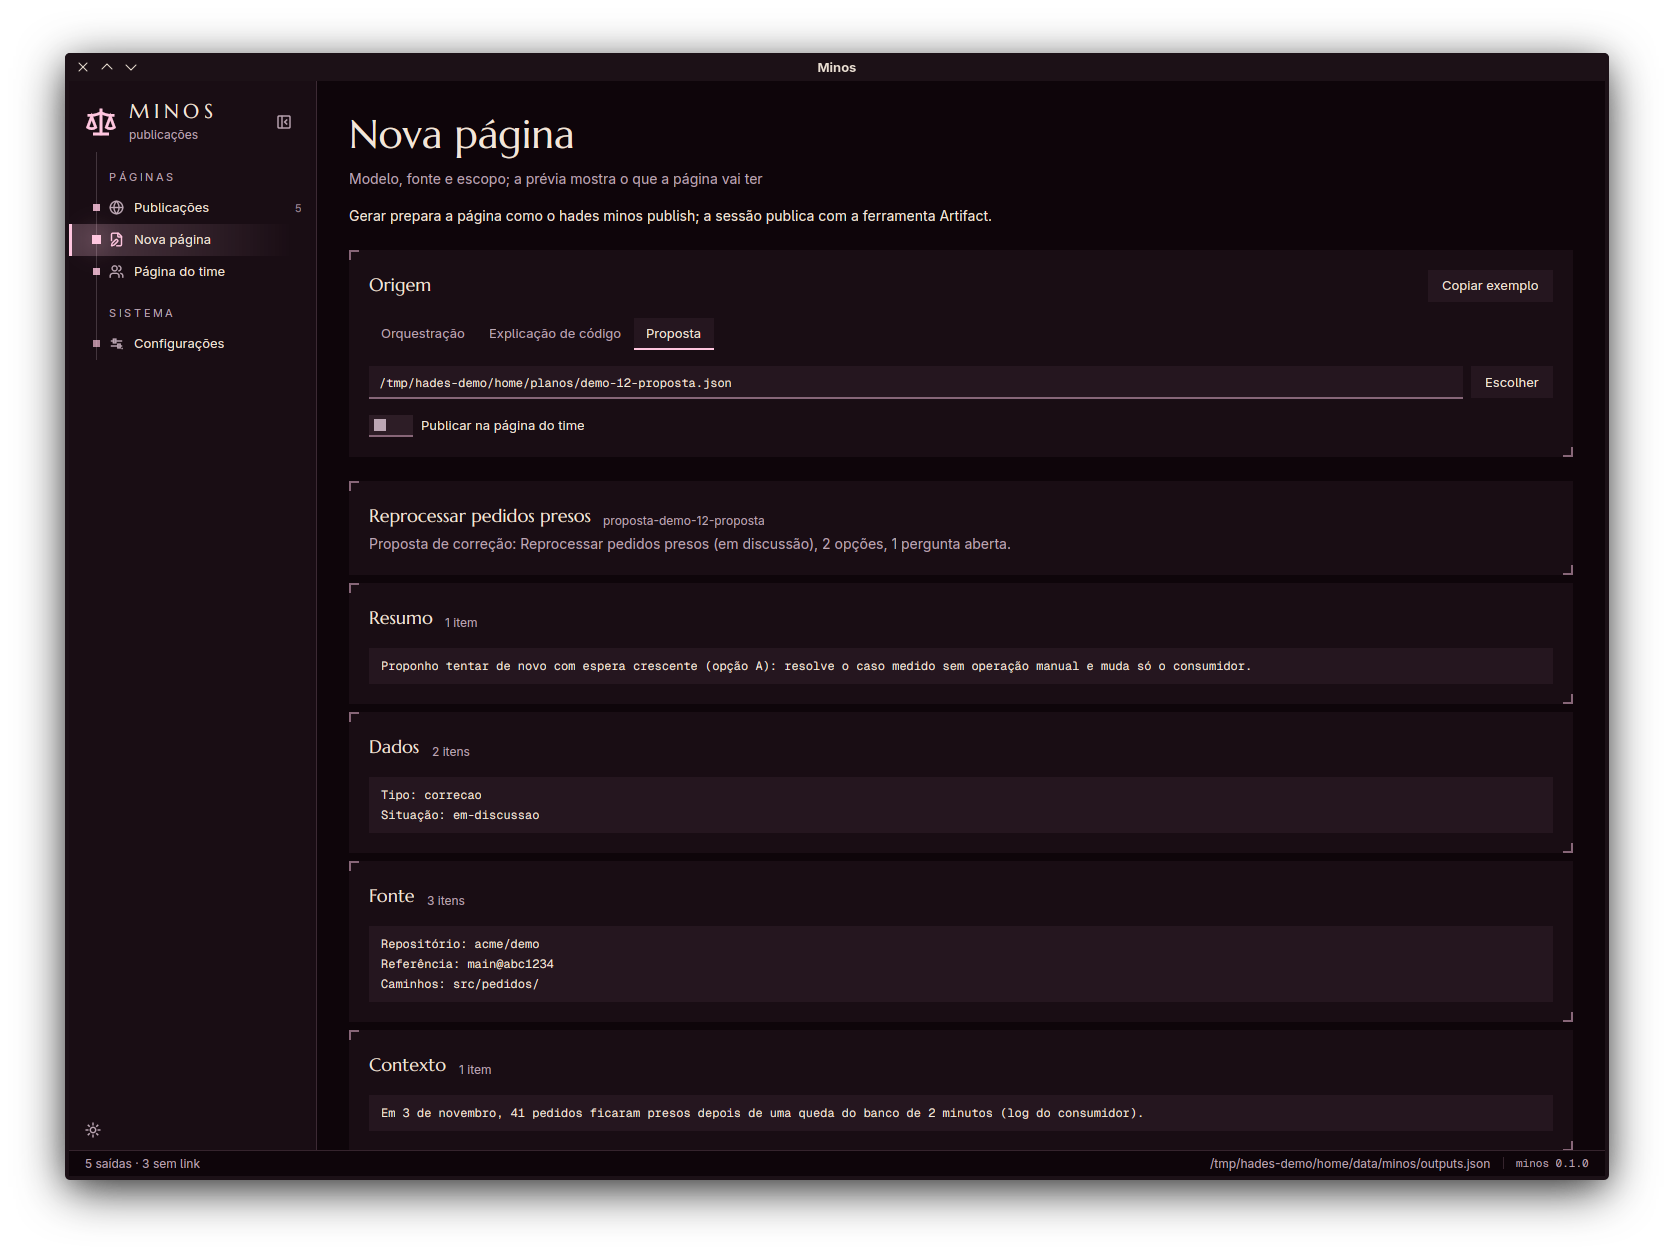 Minos
MINOS
publicações
PÁGINAS
Publicações 5
Nova página
Página do time
SISTEMA
Configurações
Nova página
Modelo, fonte e escopo; a prévia mostra o que a página vai ter
Gerar prepara a página como o hades minos publish; a sessão publica com a ferramenta Artifact.
Origem
Copiar exemplo
Orquestração Explicação de código Proposta
/tmp/hades-demo/home/planos/demo-12-proposta.json
Escolher
Publicar na página do time
Reprocessar pedidos presos proposta-demo-12-proposta
Proposta de correção: Reprocessar pedidos presos (em discussão), 2 opções, 1 pergunta aberta.
Resumo 1 item
Proponho tentar de novo com espera crescente (opção A): resolve o caso medido sem operação manual e muda só o consumidor.
Dados 2 itens
Tipo: correcao
Situação: em-discussao
Fonte 3 itens
Repositório: acme/demo
Referência: main@abc1234
Caminhos: src/pedidos/
Contexto 1 item
Em 3 de novembro, 41 pedidos ficaram presos depois de uma queda do banco de 2 minutos (log do consumidor).
5 saídas · 3 sem link
/tmp/hades-demo/home/data/minos/outputs.json
minos 0.1.0